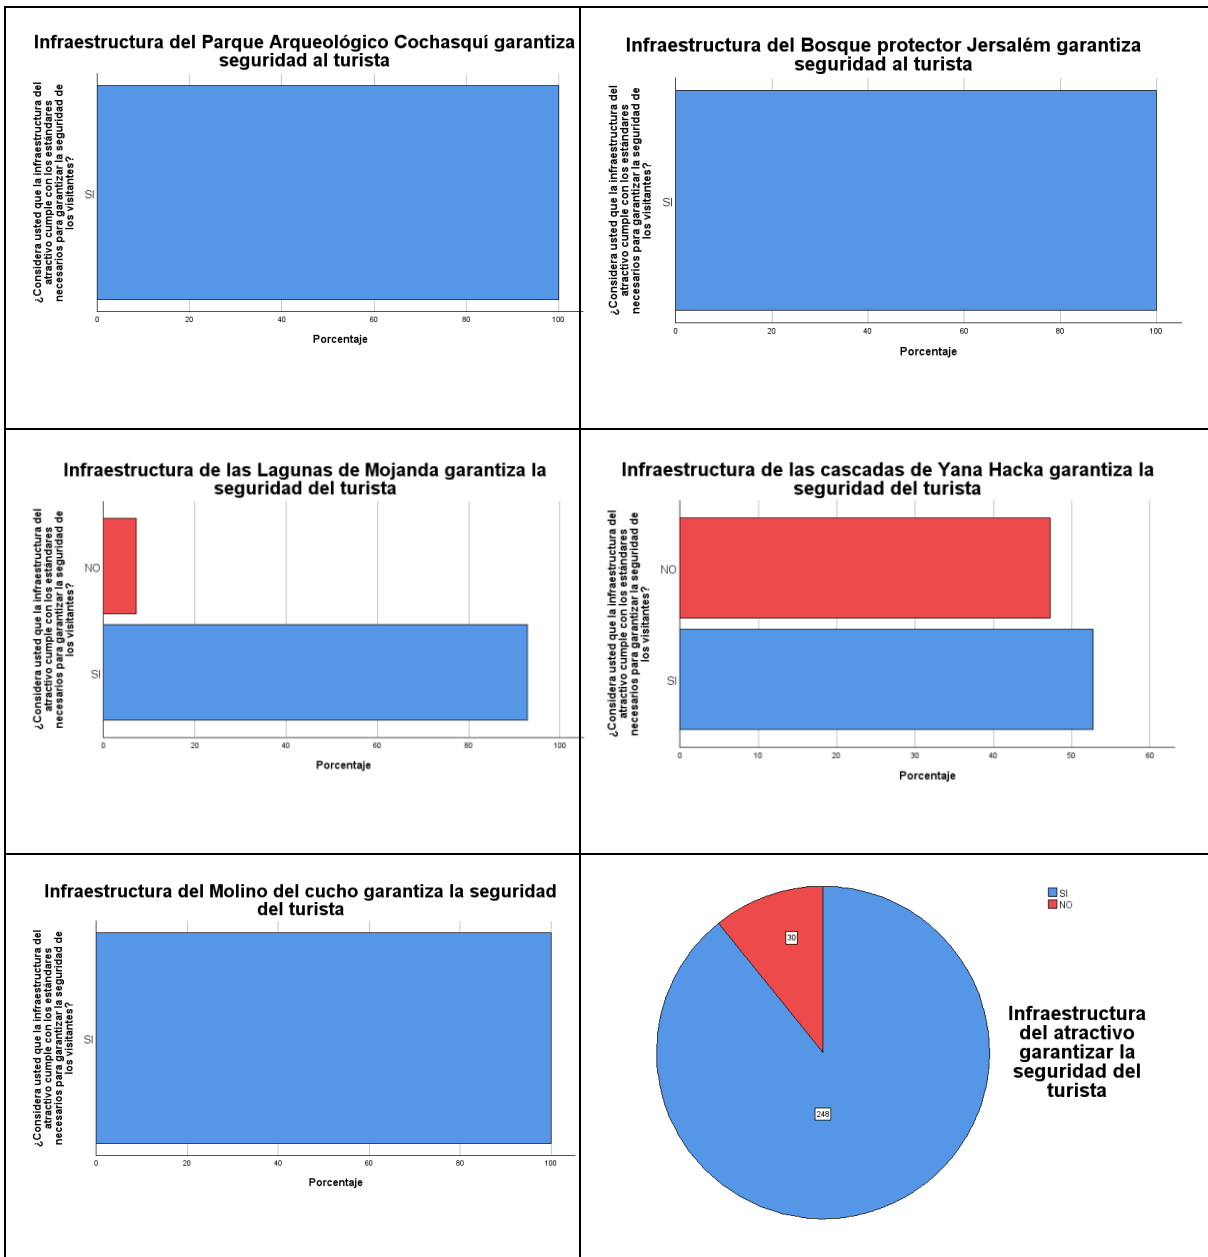 Infraestructura del Parque Arqueológico Cochasquí garantiza
seguridad al turista
¿Considera usted que la infraestructura del
atractivo cumple con los estándares
necesarios para garantizar la seguridad de
los visitantes?
SI
0 20 40 60 80 100
Porcentaje
Infraestructura del Bosque protector Jersalém garantiza
seguridad al turista
¿Considera usted que la infraestructura del
atractivo cumple con los estándares
necesarios para garantizar la seguridad de
los visitantes?
SI
0 20 40 60 80 100
Porcentaje
Infraestructura de las Lagunas de Mojanda garantiza la
seguridad del turista
¿Considera usted que la infraestructura del
atractivo cumple con los estándares
necesarios para garantizar la seguridad de
los visitantes?
NO
SI
0 20 40 60 80 100
Porcentaje
Infraestructura de las cascadas de Yana Hacka garantiza la
seguridad del turista
¿Considera usted que la infraestructura del
atractivo cumple con los estándares
necesarios para garantizar la seguridad de
los visitantes?
NO
SI
0 10 20 30 40 50 60
Porcentaje
Infraestructura del Molino del cucho garantiza la seguridad
del turista
¿Considera usted que la infraestructura del
atractivo cumple con los estándares
necesarios para garantizar la seguridad de
los visitantes?
SI
0 20 40 60 80 100
Porcentaje
SI
NO
30
248
Infraestructura
del atractivo
garantizar la
seguridad del
turista